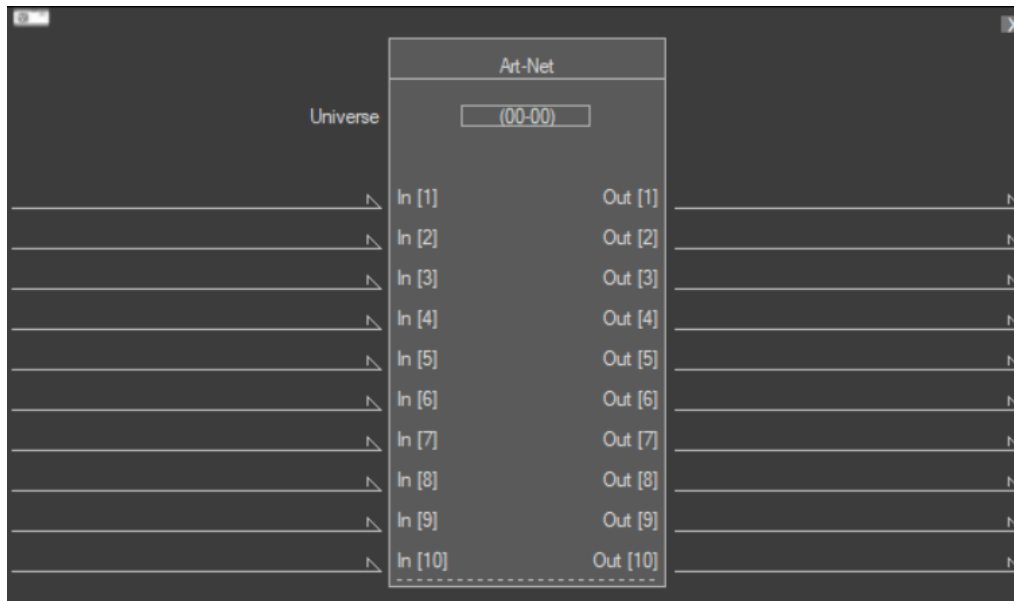 Art-Net
Universe (00-00)
In [1] Out [1]
In [2] Out [2]
In [3] Out [3]
In [4] Out [4]
In [5] Out [5]
In [6] Out [6]
In [7] Out [7]
In [8] Out [8]
In [9] Out [9]
In [10] Out [10]